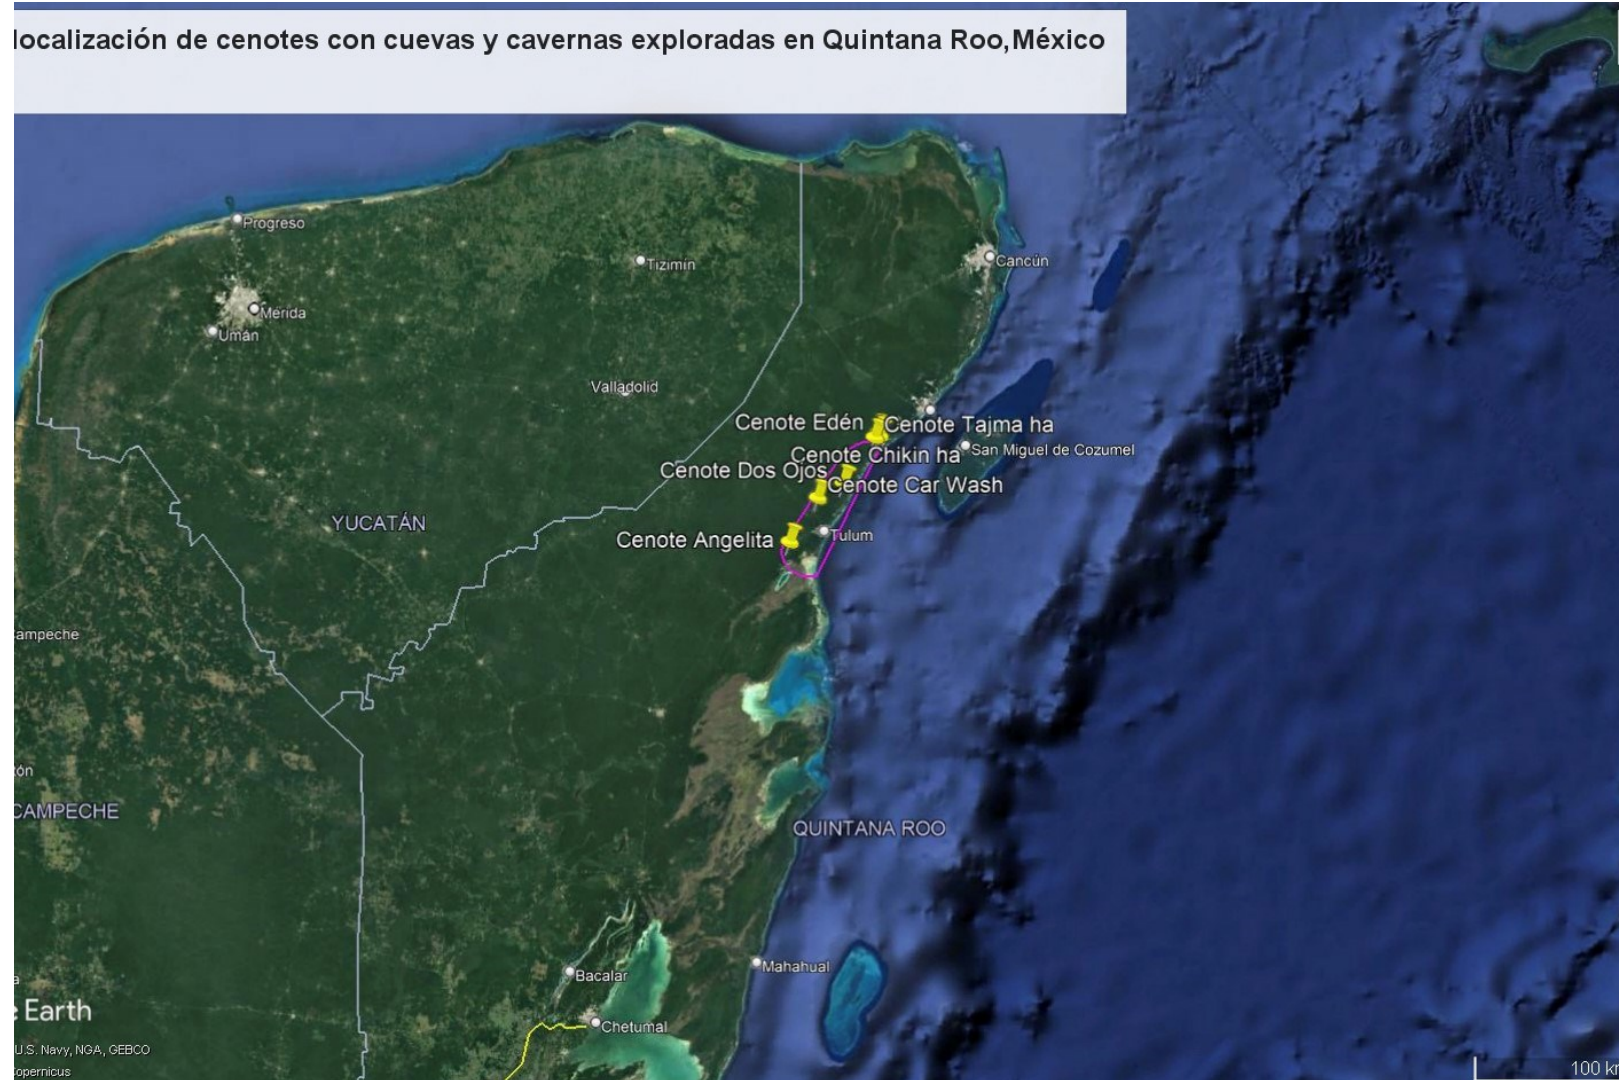 localización de cenotes con cuevas y cavernas exploradas en Quintana Roo,México
Progreso
Tizimín
Cancún
Mérida
Umán
Valladolid
Cenote Edén
Cenote Tajma ha
Cenote Chikin ha
San Miguel de Cozumel
Cenote Dos Ojos
Cenote Car Wash
YUCATÁN
Cenote Angelita
Tulum
ampeche
ón
CAMPECHE
QUINTANA ROO
Mahahual
Bacalar
a
e Earth
Chetumal
U.S. Navy, NGA, GEBCO
opernicus
100 k